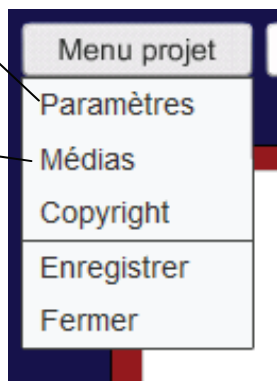 Menu projet
Paramètres
Médias
Copyright
Enregistrer
Fermer